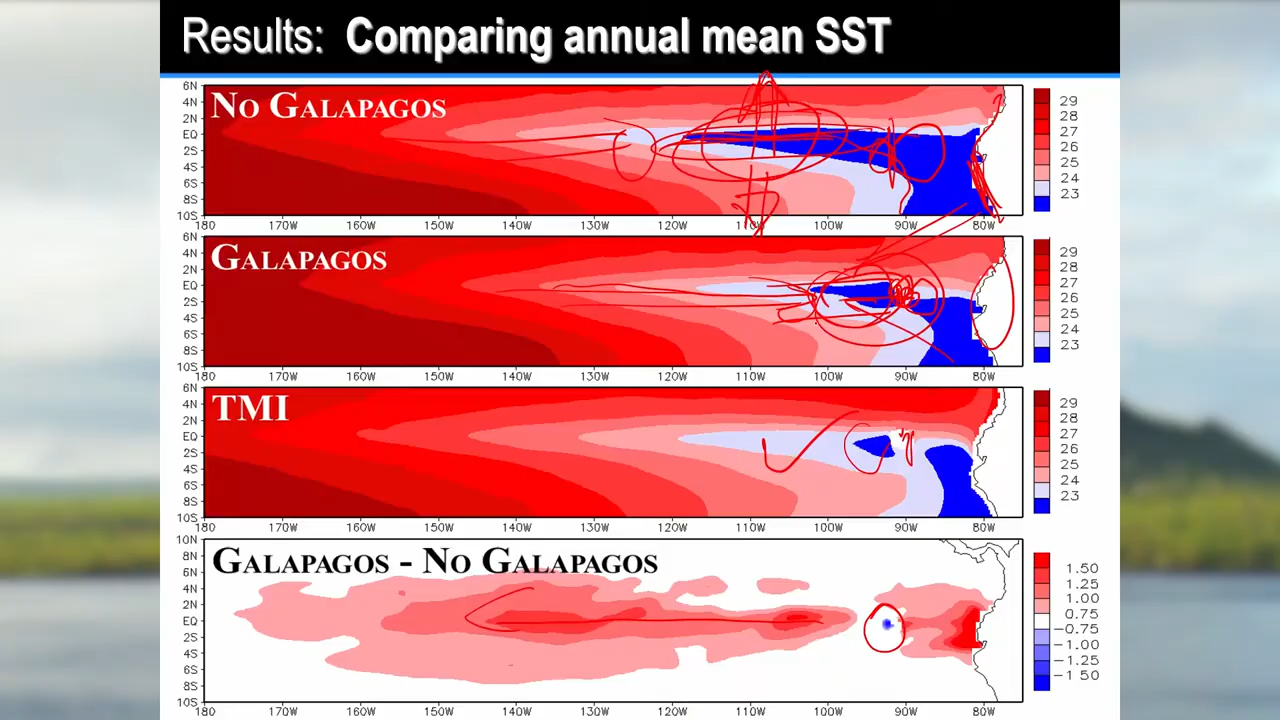 Results: Comparing annual mean SST
6N
4N
2N
EQ
2S
4S
6S
8S
10S
NO GALAPAGOS
29
28
27
26
25
24
23
180 170W 160W 150W 140W 130W 120W 110W 100W 90W 80W
6N
4N
2N
EQ
2S
4S
6S
8S
10S
GALAPAGOS
29
28
27
26
25
24
23
180 170W 160W 150W 140W 130W 120W 110W 100W 90W 80W
6N
4N
2N
EQ
2S
4S
6S
8S
10S
TMI
29
28
27
26
25
24
23
180 170W 160W 150W 140W 130W 120W 110W 100W 90W 80W
10N
8N
6N
4N
2N
EQ
2S
4S
6S
8S
10S
GALAPAGOS - NO GALAPAGOS
1.50
1.25
1.00
0.75
-0.75
-1.00
-1.25
-1 50
180 170W 160W 150W 140W 130W 120W 110W 100W 90W 80W